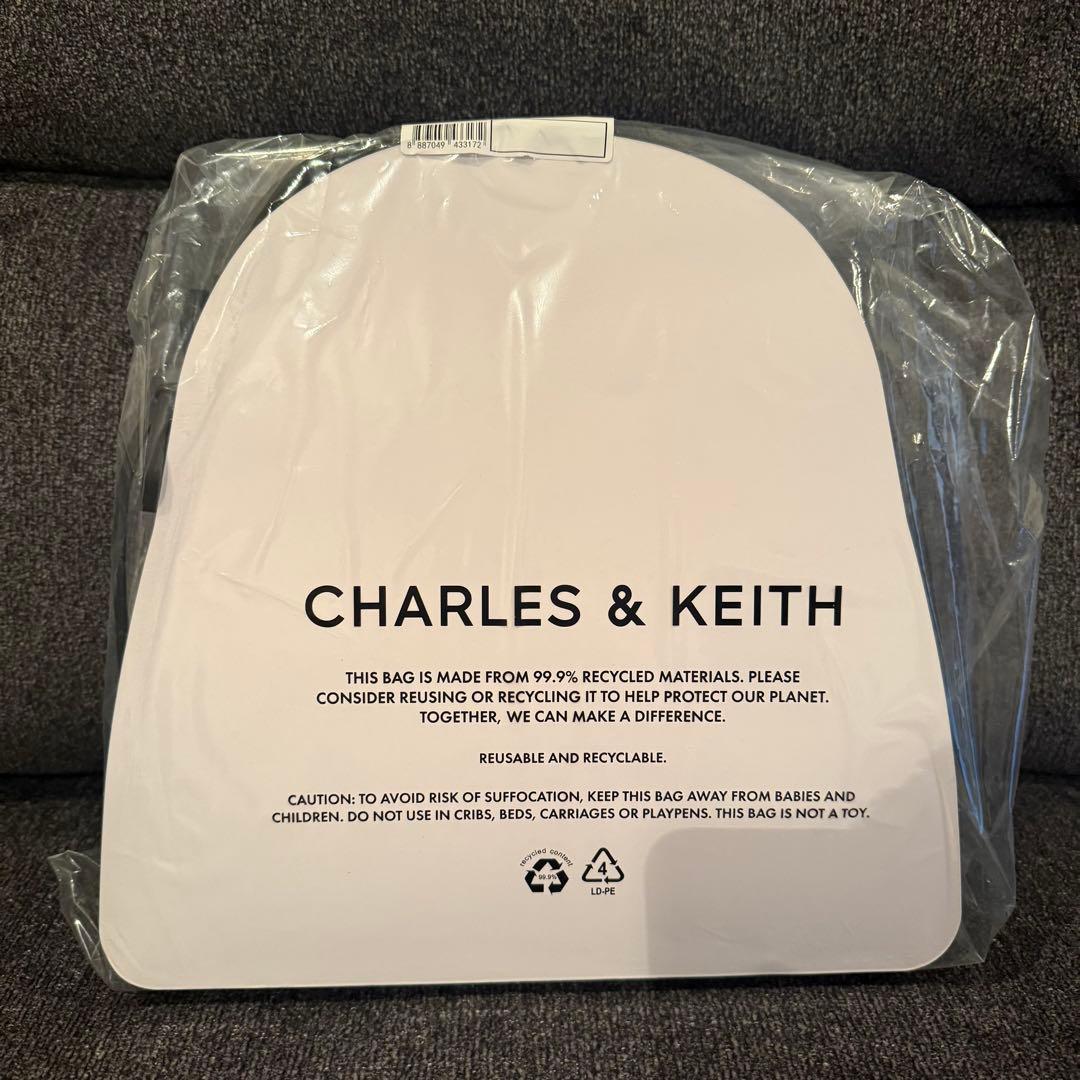 8 887049 433172
CHARLES & KEITH
THIS BAG IS MADE FROM 99.9% RECYCLED MATERIALS. PLEASE
CONSIDER REUSING OR RECYCLING IT TO HELP PROTECT OUR PLANET.
TOGETHER, WE CAN MAKE A DIFFERENCE.
REUSABLE AND RECYCLABLE.
CAUTION: TO AVOID RISK OF SUFFOCATION, KEEP THIS BAG AWAY FROM BABIES AND
CHILDREN. DO NOT USE IN CRIBS, BEDS, CARRIAGES OR PLAYPENS. THIS BAG IS NOT A TOY.
recycled content
99.9%
4
LD-PE